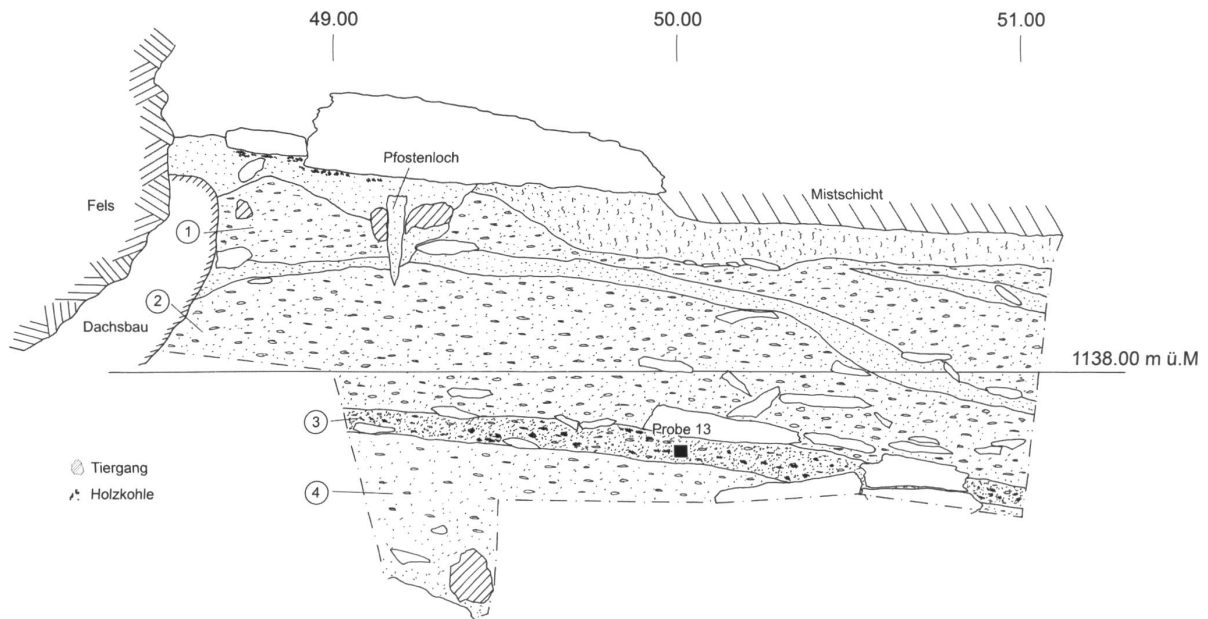 49.00
50.00
51.00
Pfostenloch
Fels
Mistschicht
1
2
Dachsbau
1138.00 m ü.M
3
Probe 13
Tiergang
Holzkohle
4